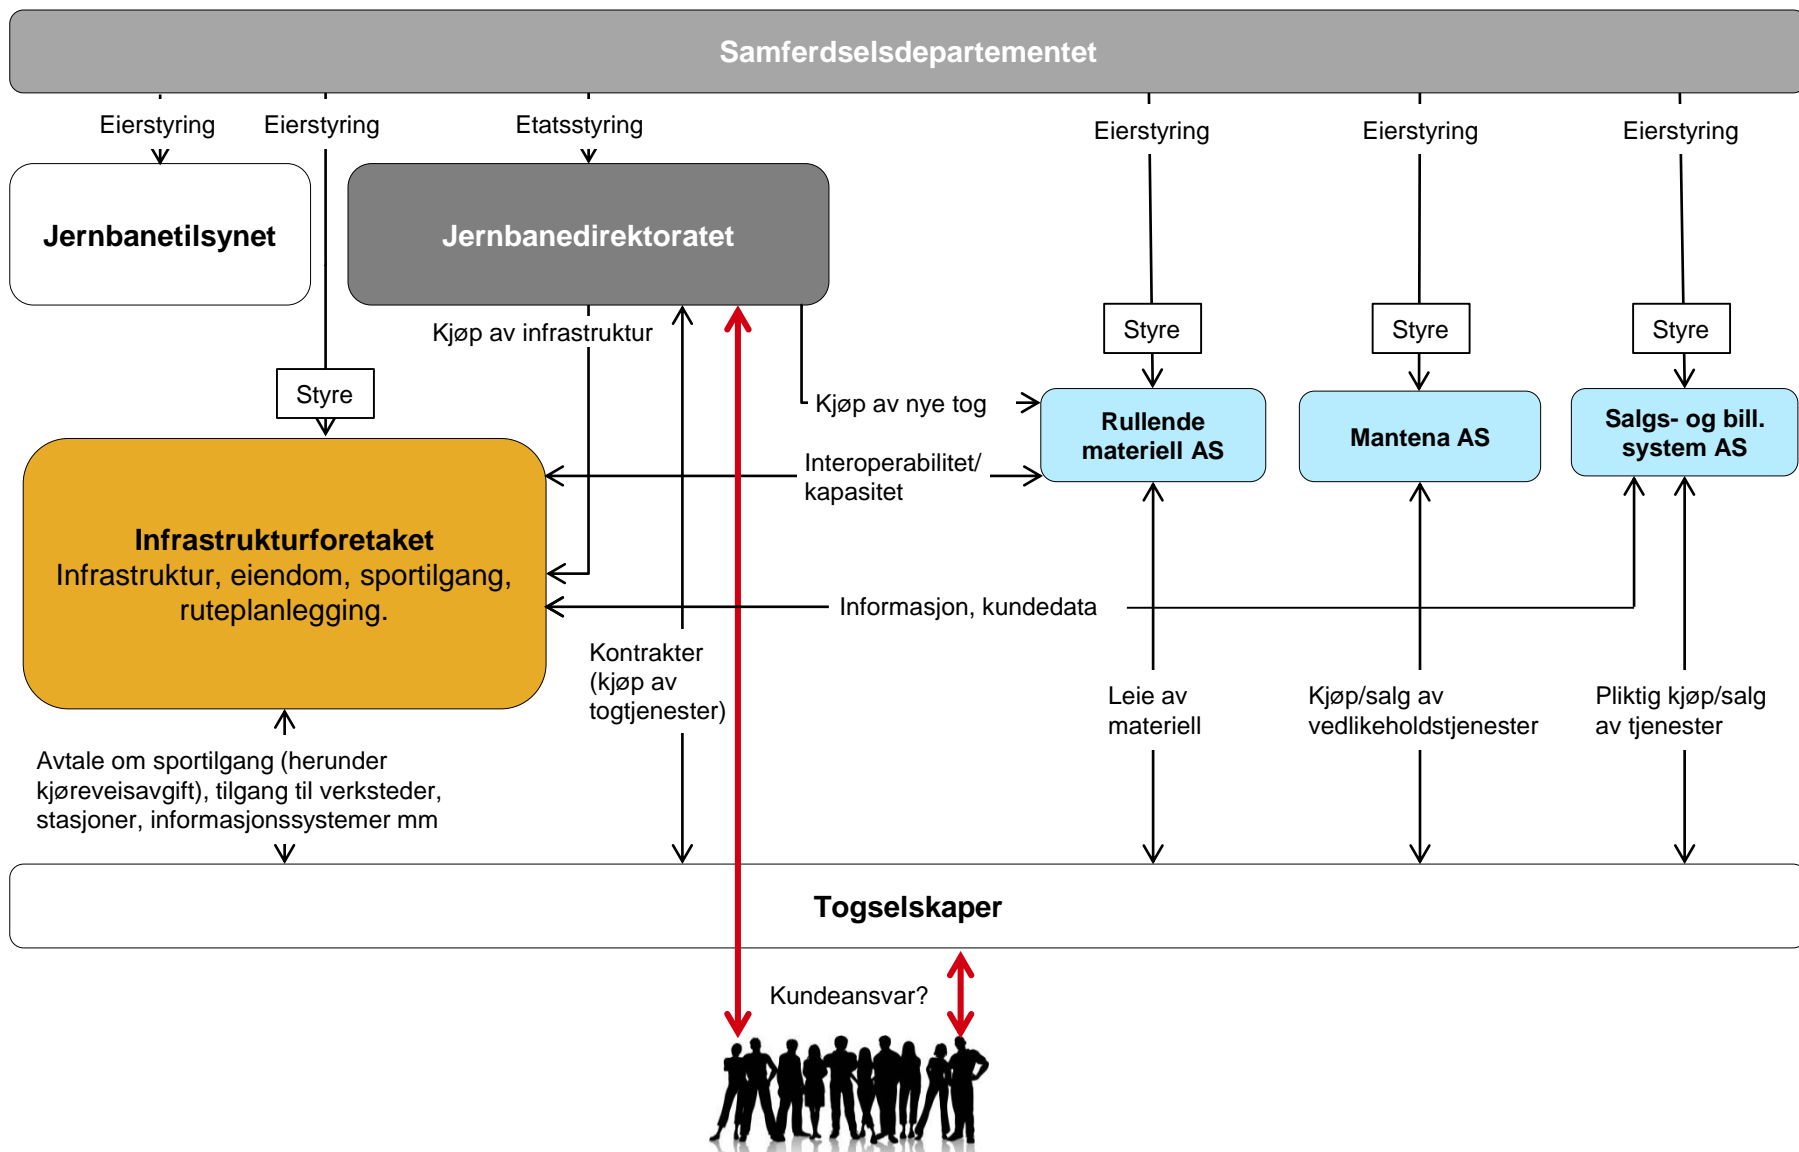 Samferdselsdepartementet
Eierstyring
Eierstyring
Etatsstyring
Eierstyring
Eierstyring
Eierstyring
Jernbanetilsynet
Jernbanedirektoratet
Kjøp av infrastruktur
Styre
Styre
Styre
Styre
Kjøp av nye tog
Rullende
materiell AS
Mantena AS
Salgs- og bill.
system AS
Interoperabilitet/
kapasitet
Infrastrukturforetaket
Infrastruktur, eiendom, sportilgang,
ruteplanlegging.
Informasjon, kundedata
Kontrakter
(kjøp av
togtjenester)
Leie av
materiell
Kjøp/salg av
vedlikeholdstjenester
Pliktig kjøp/salg
av tjenester
Avtale om sportilgang (herunder
kjøreveisavgift), tilgang til verksteder,
stasjoner, informasjonssystemer mm
Togselskaper
Kundeansvar?